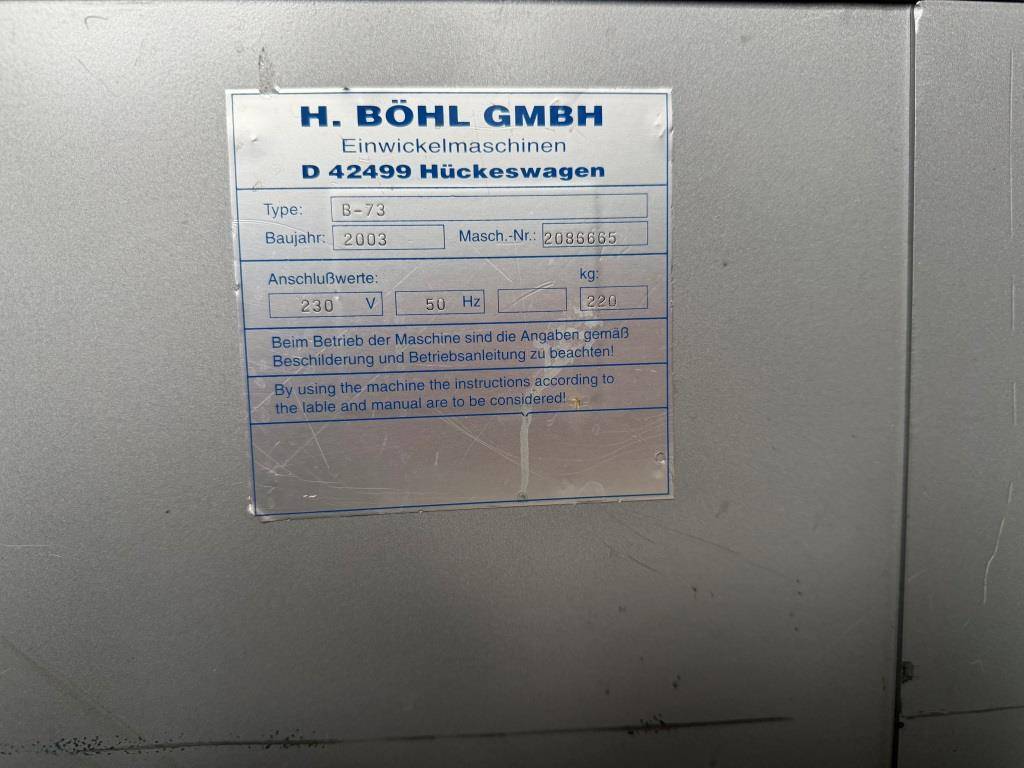 H. BÖHL GMBH
Einwickelmaschinen
D 42499 Hückeswagen
Type: B-73
Baujahr: 2003 Masch.-Nr.: 2086665
Anschlußwerte: kg:
230 V 50 Hz 220
Beim Betrieb der Maschine sind die Angaben gemäß
Beschilderung und Betriebsanleitung zu beachten!
By using the machine the instructions according to
the lable and manual are to be considered!